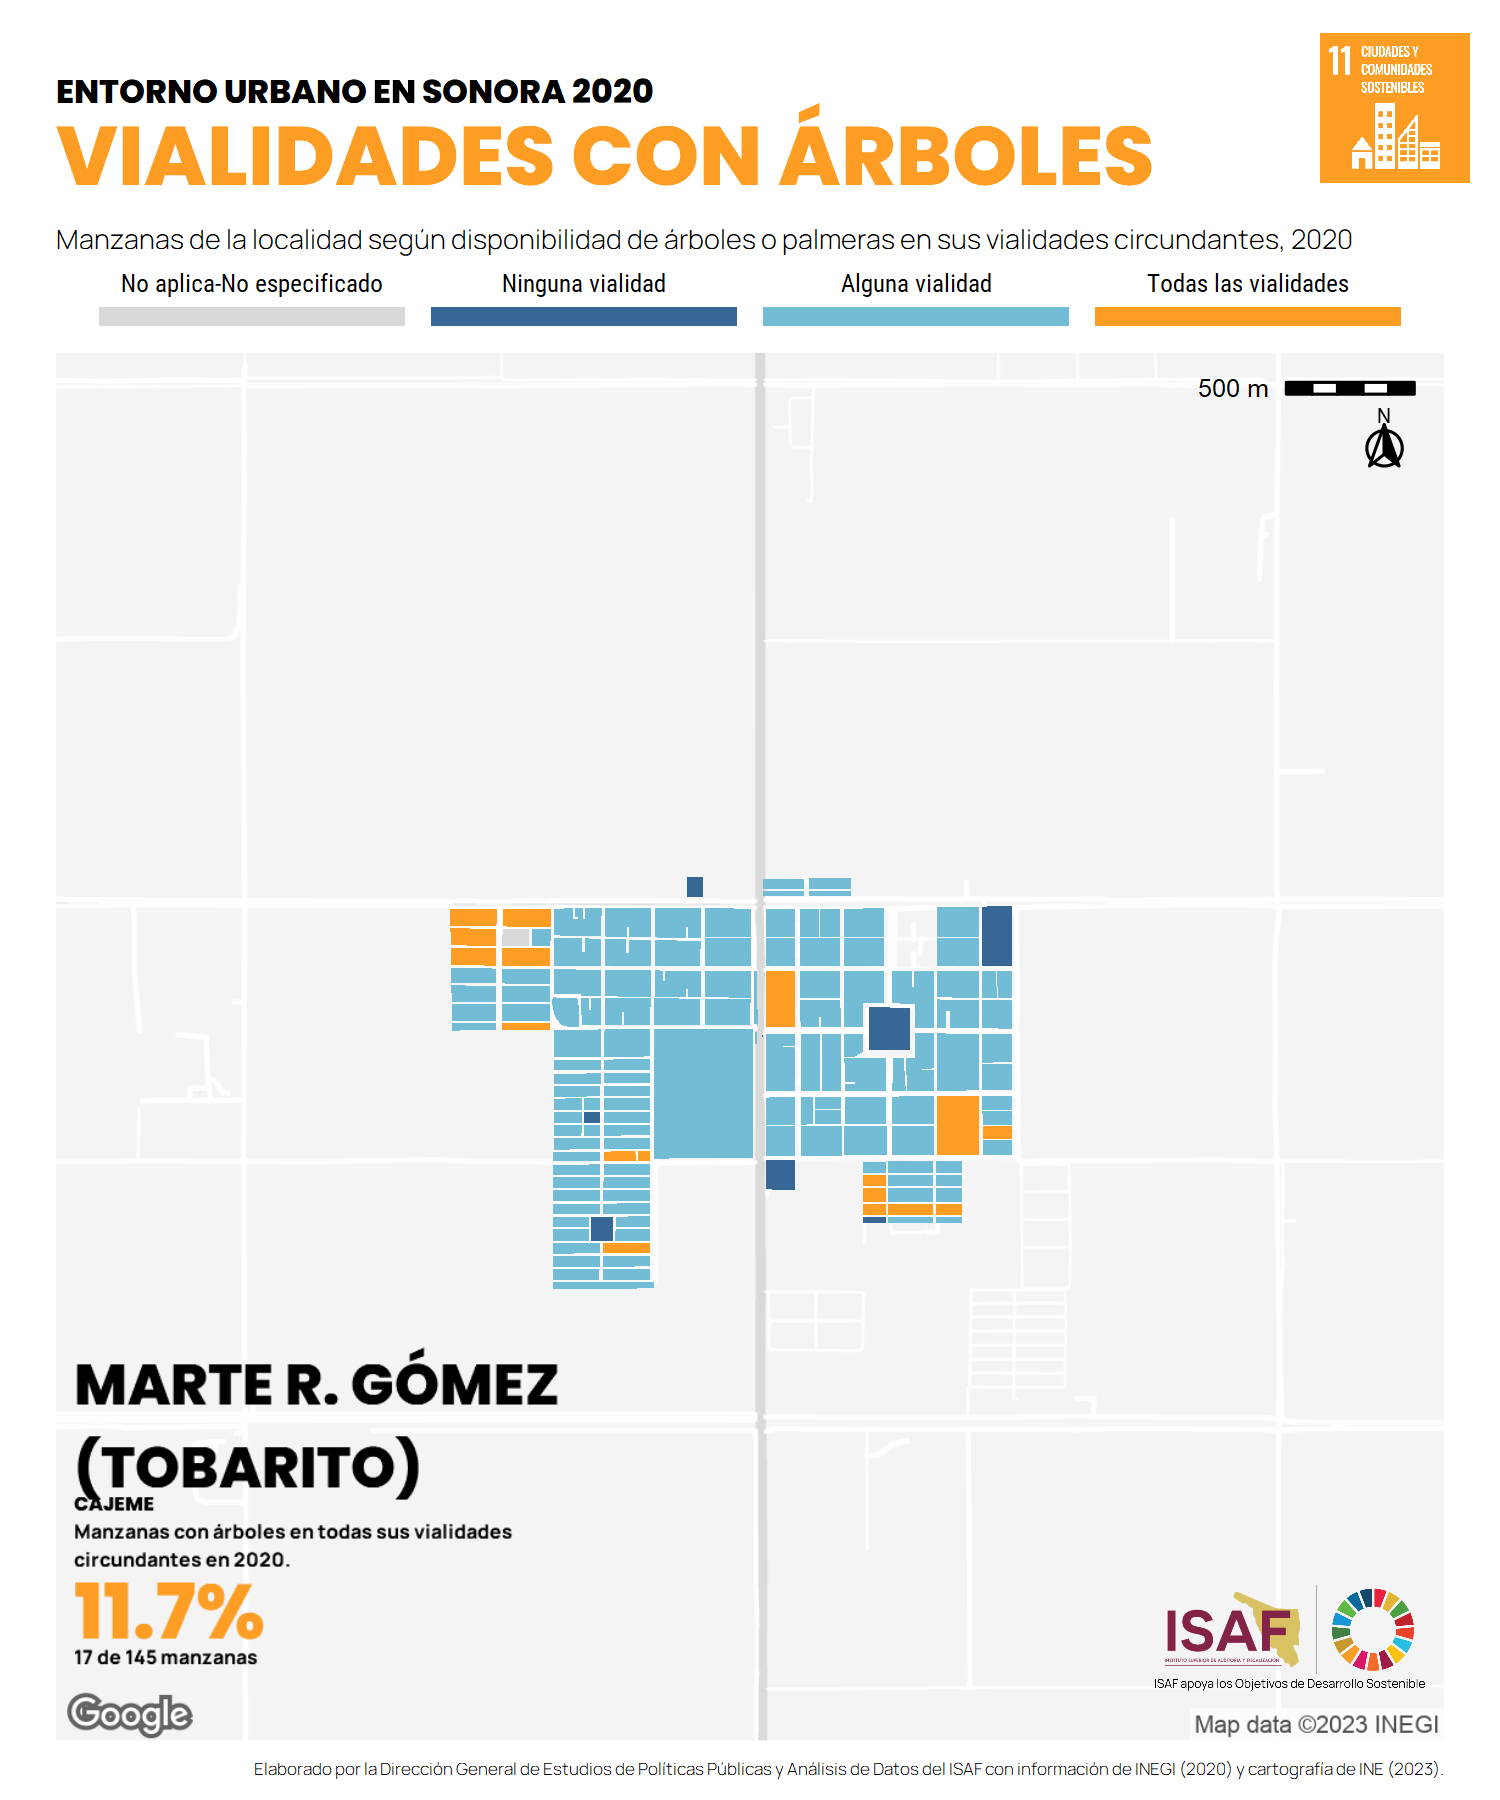 11 CIUDADES Y
COMUNIDADES
SOSTENIBLES
ENTORNO URBANO EN SONORA 2020
VIALIDADES CON ÁRBOLES
Manzanas de la localidad según disponibilidad de árboles o palmeras en sus vialidades circundantes, 2020
No aplica-No especificado
Ninguna vialidad
Alguna vialidad
Todas las vialidades
500 m
N
MARTE R. GÓMEZ
(TOBARITO)
CAJEME
Manzanas con árboles en todas sus vialidades
circundantes en 2020.
11.7%
17 de 145 manzanas
Google
ISAF
INSTITUTO SUPERIOR DE AUDITORÍA Y FISCALIZACIÓN
ISAF apoya los Objetivos de Desarrollo Sostenible
Map data ©2023 INEGI
Elaborado por la Dirección General de Estudios de Políticas Públicas y Análisis de Datos del ISAF con información de INEGI (2020) y cartografía de INE (2023).